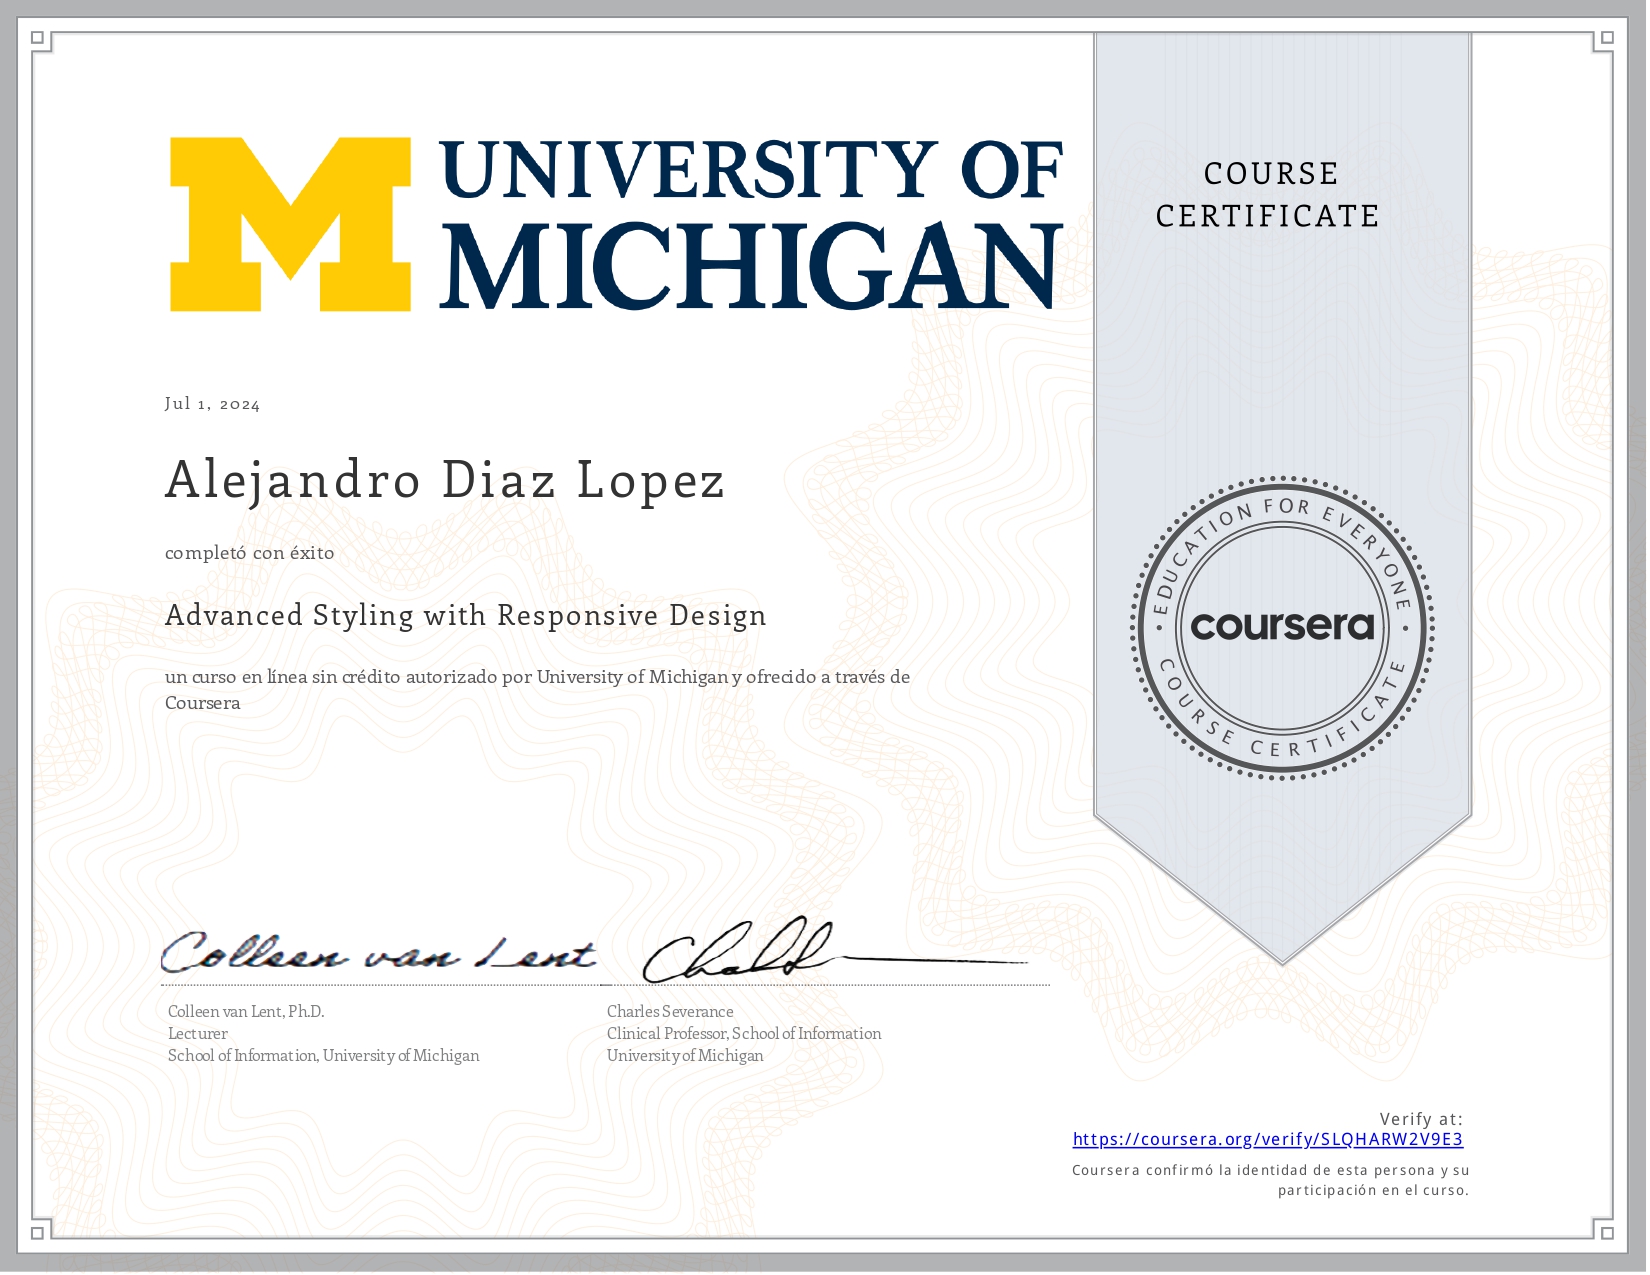 UNIVERSITY OF
MICHIGAN
COURSE
CERTIFICATE
Jul 1, 2024
Alejandro Diaz Lopez
completó con éxito
Advanced Styling with Responsive Design
un curso en línea sin crédito autorizado por University of Michigan y ofrecido a través de
Coursera
EDUCATION FOR EVERYONE
coursera
COURSE CERTIFICATE
Colleen van Lent
Colleen van Lent, Ph.D.
Lecturer
School of Information, University of Michigan
Charles Severance
Clinical Professor, School of Information
University of Michigan
Verify at:
https://coursera.org/verify/SLQHARW2V9E3
Coursera confirmó la identidad de esta persona y su
participación en el curso.